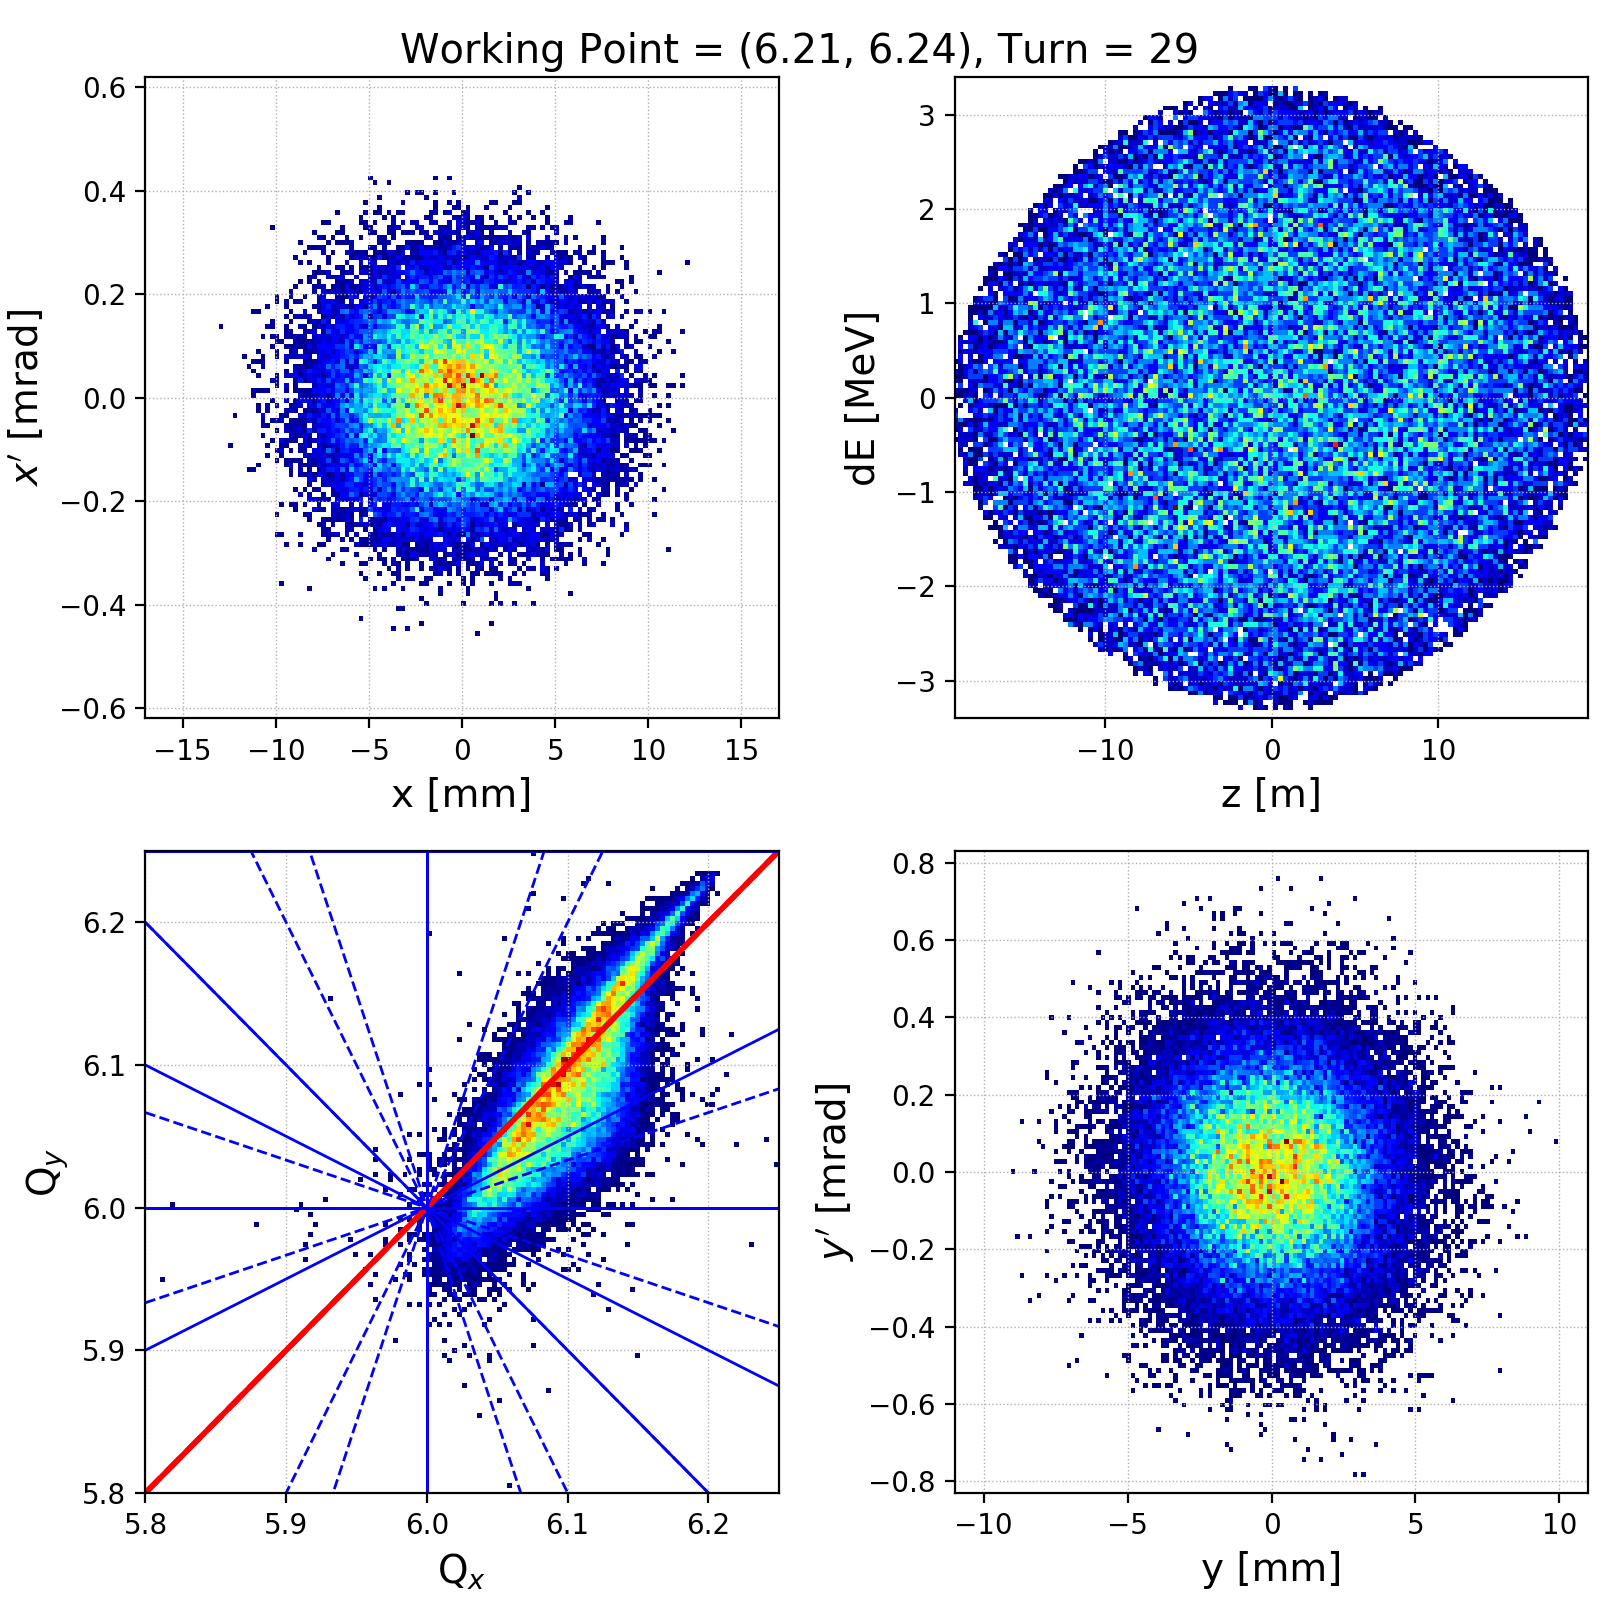 Working Point = (6.21, 6.24), Turn = 29
0.6
0.4
0.2
0.0
−0.2
−0.4
−0.6
x′ [mrad]
−15 −10 −5 0 5 10 15
x [mm]
3
2
1
0
−1
−2
−3
dE [MeV]
−10 0 10
z [m]
6.2
6.1
6.0
5.9
5.8
Qy
5.8 5.9 6.0 6.1 6.2
Qx
0.8
0.6
0.4
0.2
0.0
−0.2
−0.4
−0.6
−0.8
y′ [mrad]
−10 −5 0 5 10
y [mm]